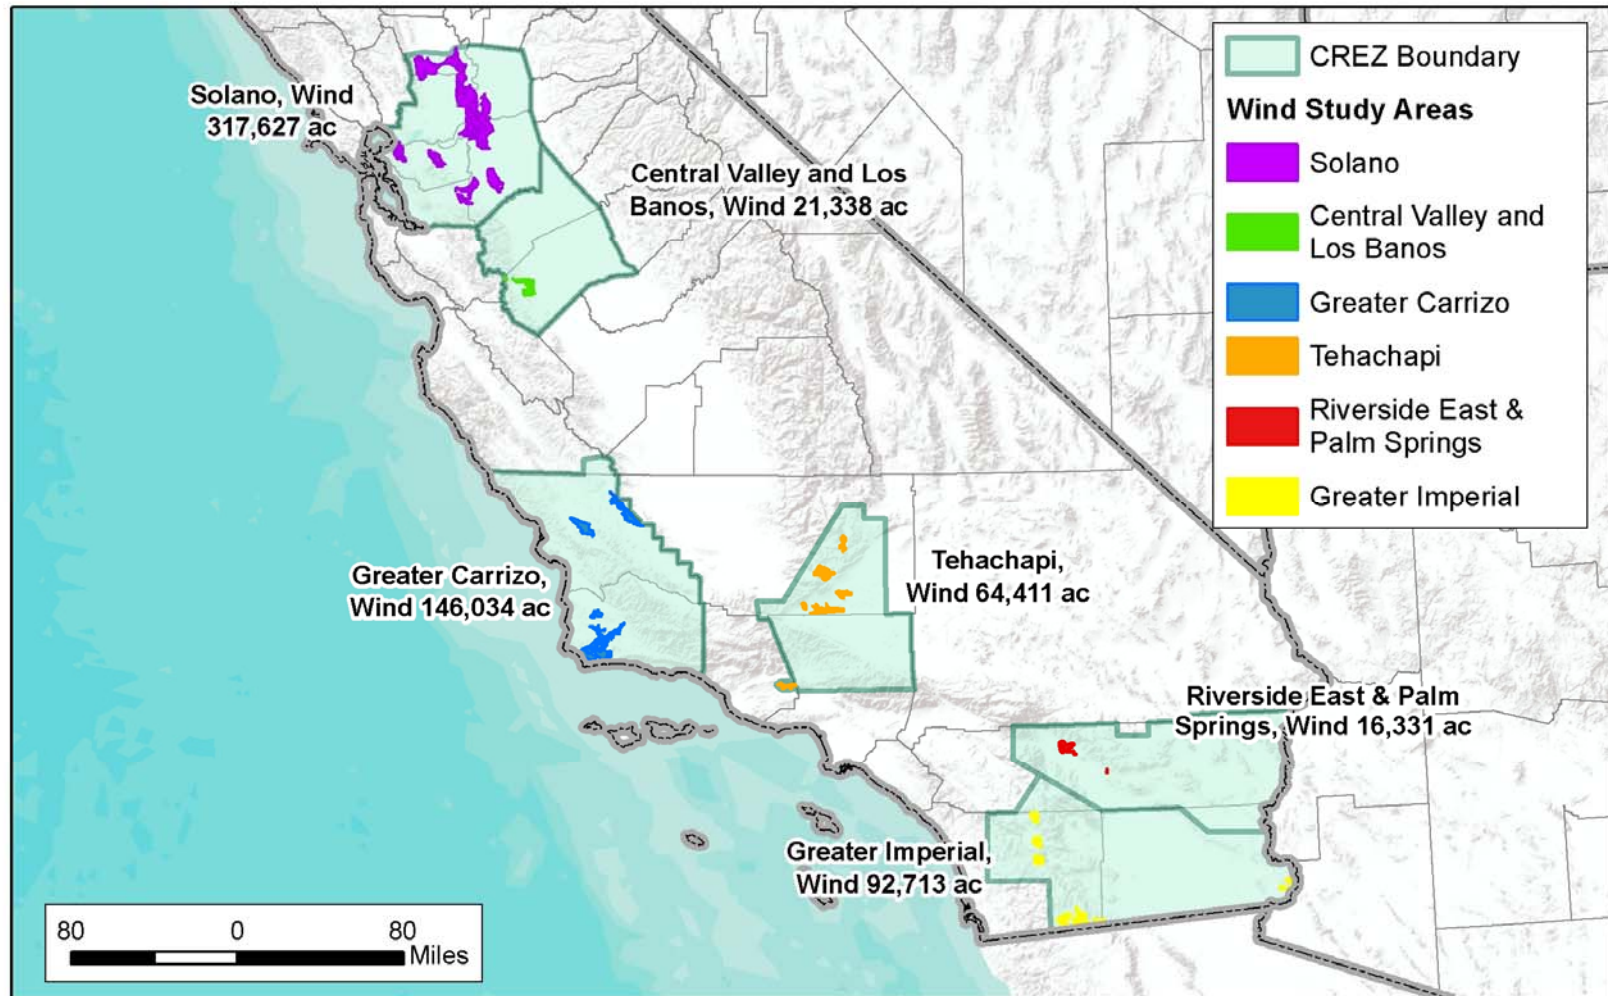 Solano, Wind
317,627 ac
Central Valley and Los
Banos, Wind 21,338 ac
Greater Carrizo,
Wind 146,034 ac
Tehachapi,
Wind 64,411 ac
Riverside East & Palm
Springs, Wind 16,331 ac
Greater Imperial,
Wind 92,713 ac
CREZ Boundary
Wind Study Areas
Solano
Central Valley and
Los Banos
Greater Carrizo
Tehachapi
Riverside East &
Palm Springs
Greater Imperial
80 0 80
Miles